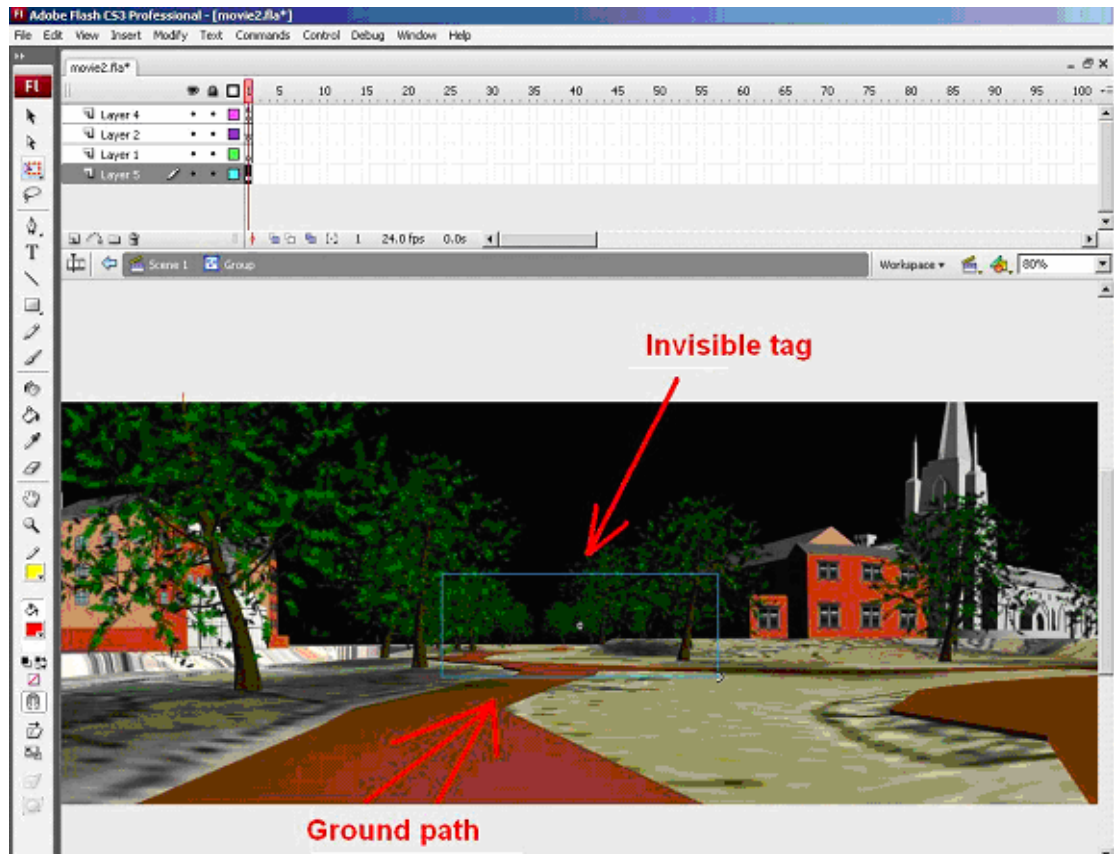 Fl Adobe Flash CS3 Professional - [movie2.fla*]
File Edit View Insert Modify Text Commands Control Debug Window Help
movie2.fla*
Fl
1 5 10 15 20 25 30 35 40 45 50 55 60 65 70 75 80 85 90 95 100
Layer 4
Layer 2
Layer 1
Layer 5
1 24.0 fps 0.0s
T
Scene 1 Group Workspace 80%
Invisible tag
Ground path